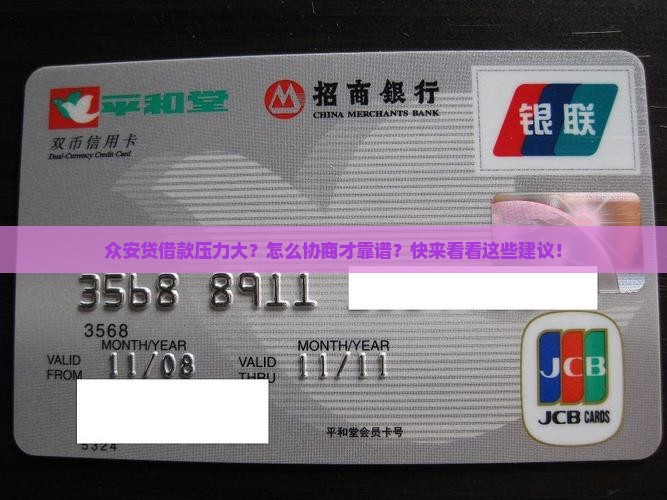 平和堂
招商银行
CHINA MERCHANTS BANK
银联
双币信用卡
Dual-Currency Credit Card
众安贷借款压力大？怎么协商才靠谱？快来看看这些建议！
3568 8911
3568
MONTH/YEAR
MONTH/YEAR
VALID FROM
11/08
VALID THRU
11/11
JCB
JCB CARDS
平和堂会员卡号
5324